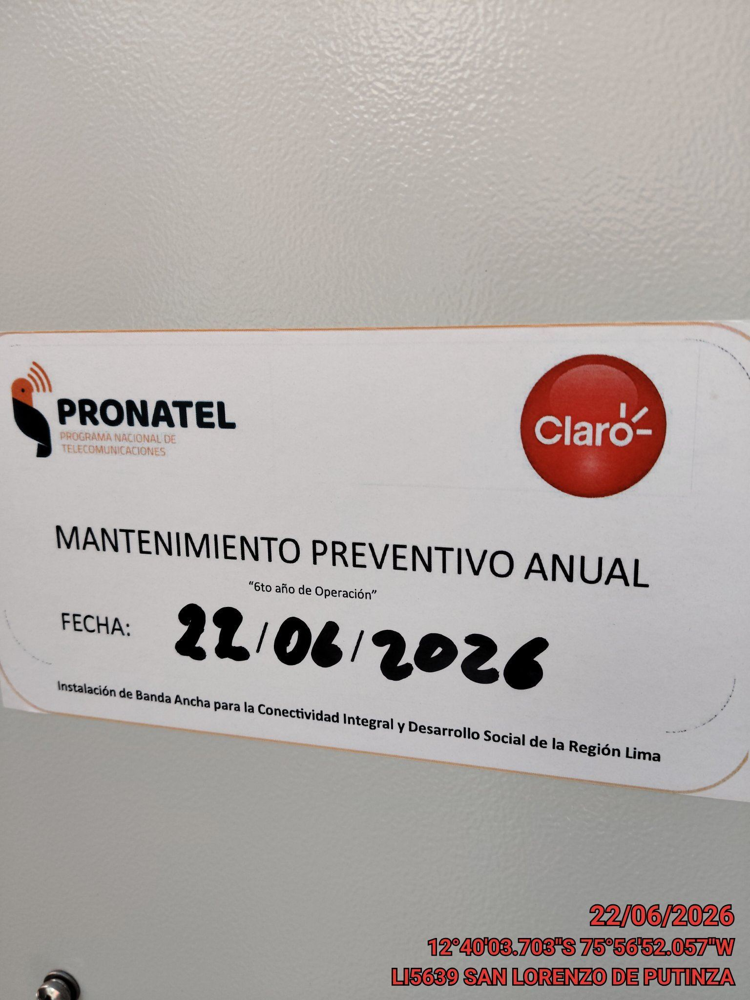 PRONATEL
PROGRAMA NACIONAL DE
TELECOMUNICACIONES
Claro
MANTENIMIENTO PREVENTIVO ANUAL
“6to año de Operación”
FECHA: 22/06/2026
Instalación de Banda Ancha para la Conectividad Integral y Desarrollo Social de la Región Lima
22/06/2026
12°40'03.703"S 75°56'52.057"W
LI5639 SAN LORENZO DE PUTINZA